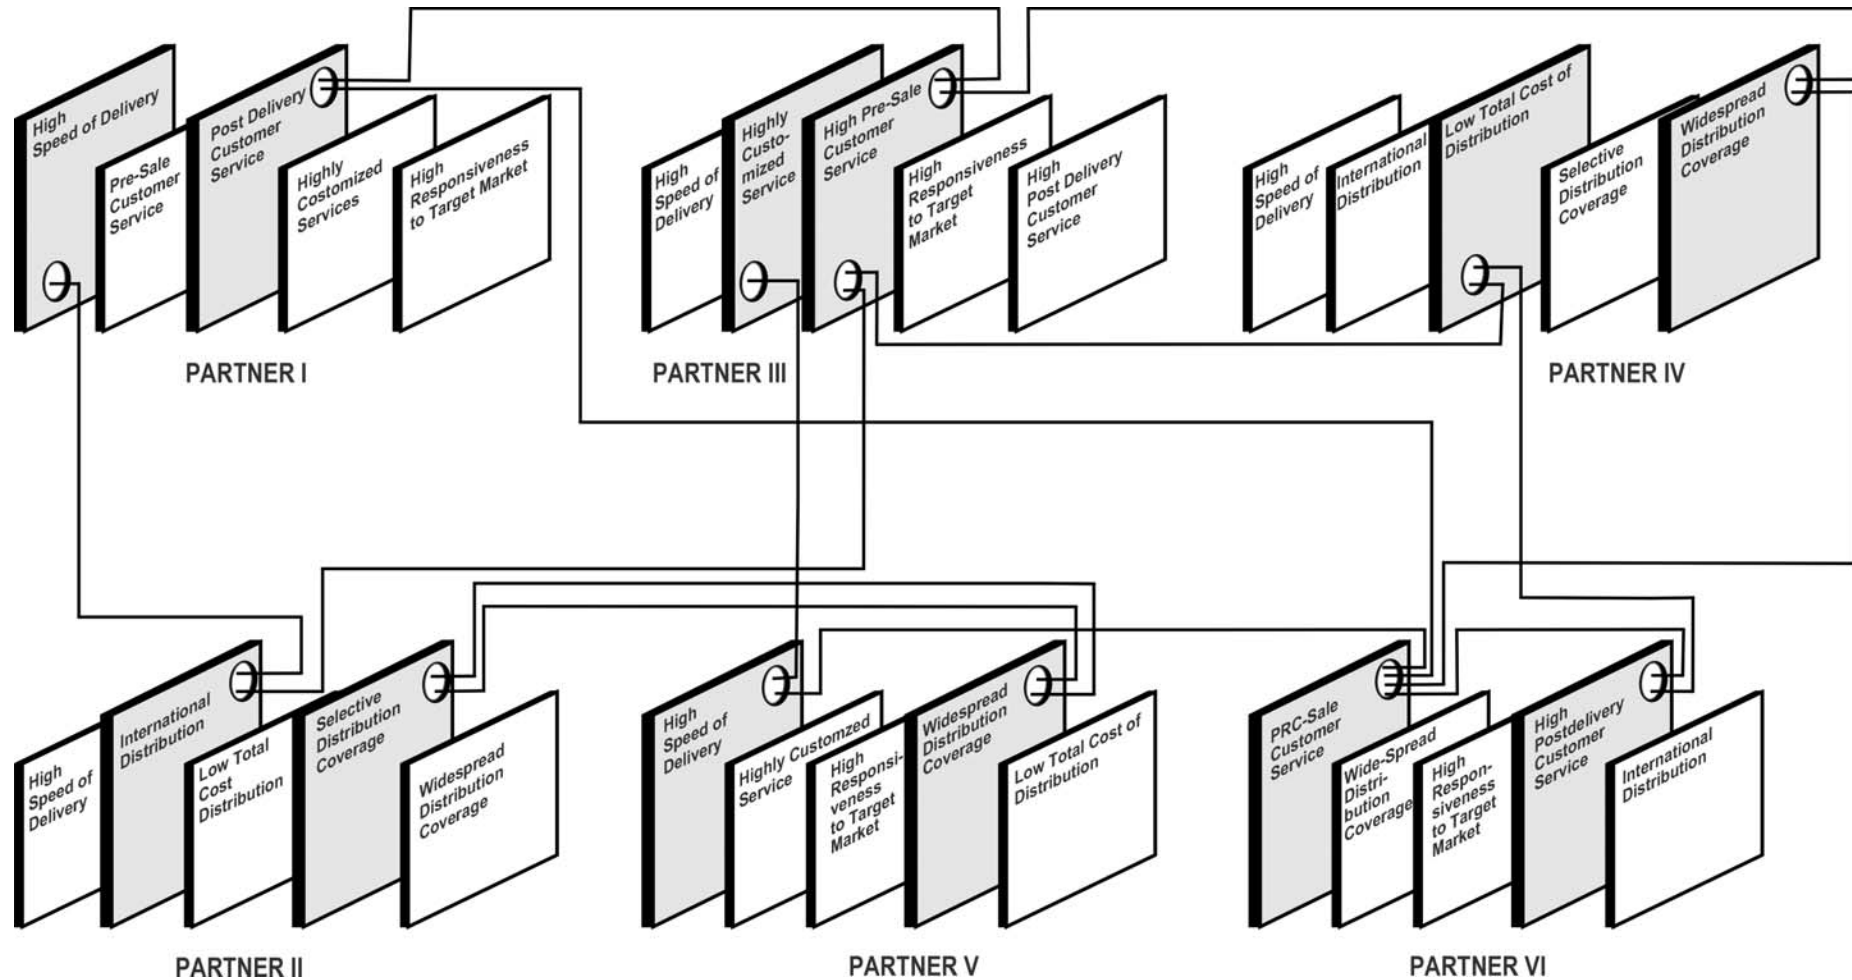 High
Speed of Delivery
Pre-Sale
Customer
Service
Post Delivery
Customer
Service
Highly
Costomized
Services
High
Responsiveness
to Target Market
PARTNER I
High
Speed of
Delivery
Highly
Custo-
mized
Service
High Pre-Sale
Customer
Service
High
Responsiveness
to Target
Market
High
Post Delivery
Customer
Service
PARTNER III
High
Speed of
Delivery
International
Distribution
Low Total Cost of
Distribution
Selective
Distribution
Coverage
Widespread
Distribution
Coverage
PARTNER IV
High
Speed of
Delivery
International
Distribution
Low Total
Cost
Distribution
Selective
Distribution
Coverage
Widespread
Distribution
Coverage
PARTNER II
High
Speed of
Delivery
Highly Customzed
Service
High
Responsi-
veness
to Target
Market
Widespread
Distribution
Coverage
Low Total Cost of
Distribution
PARTNER V
PRC-Sale
Customer
Service
Wide-Spread
Distri-
bution
Coverage
High
Respon-
siveness
to Target
Market
High
Postdelivery
Customer
Service
International
Distribution
PARTNER VI